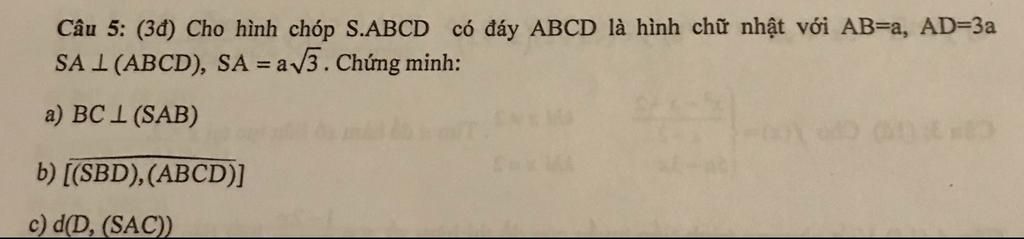 Câu 5: (3đ) Cho hình chóp S.ABCD có đáy ABCD là hình chữ nhật với AB=a, AD=3a
SA ⊥ (ABCD), SA = a√3. Chứng minh:
a) BC ⊥ (SAB)
b) [(SBD),(ABCD)]
c) d(D, (SAC))